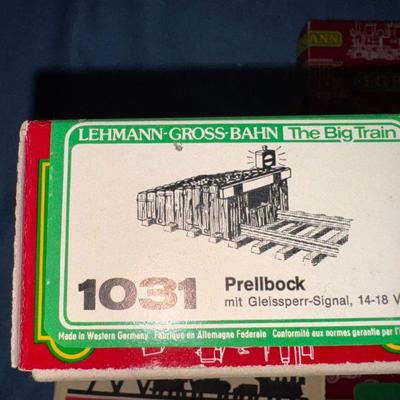 LEHMANN-GROSS-BAHN The Big Train
1031
Prellbock
mit Gleissperr-Signal, 14-18 V
Made in Western Germany Fabrique en Allemagne Federale Conformité aux normes garantie par l'I